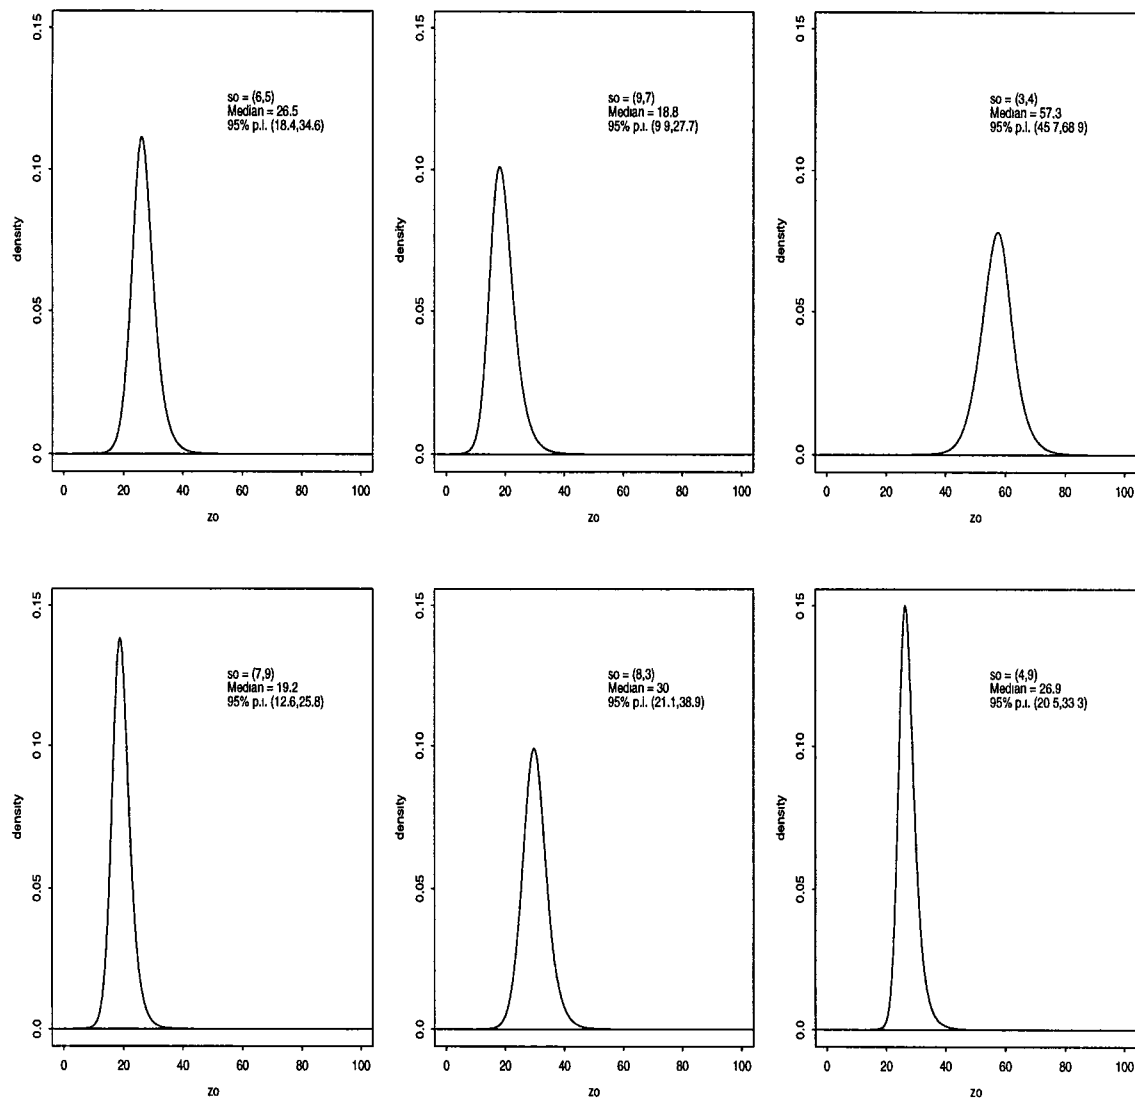 0.15
0.10
0.05
0.0
density
so = (6,5)
Median = 26.5
95% p.i. (18.4,34.6)
0 20 40 60 80 100
zo
0.15
0.10
0.05
0.0
density
so = (9,7)
Median = 18.8
95% p.ı. (9 9,27.7)
0 20 40 60 80 100
zo
0 15
0.10
0.05
0.0
density
so = (3,4)
Median = 57.3
95% p.i. (45 7,68 9)
0 20 40 60 80 100
zo
0.15
0 10
0.05
0.0
density
so = (7,9)
Median = 19.2
95% p.ı. (12.6,25.8)
0 20 40 60 80 100
zo
0.15
0.10
0.05
0.0
density
so = (8,3)
Median = 30
95% p.i. (21.1,38.9)
0 20 40 60 80 100
zo
0.15
0.10
0.05
0.0
density
so = (4,9)
Median = 26.9
95% p.ı. (20 5,33 3)
0 20 40 60 80 100
zo